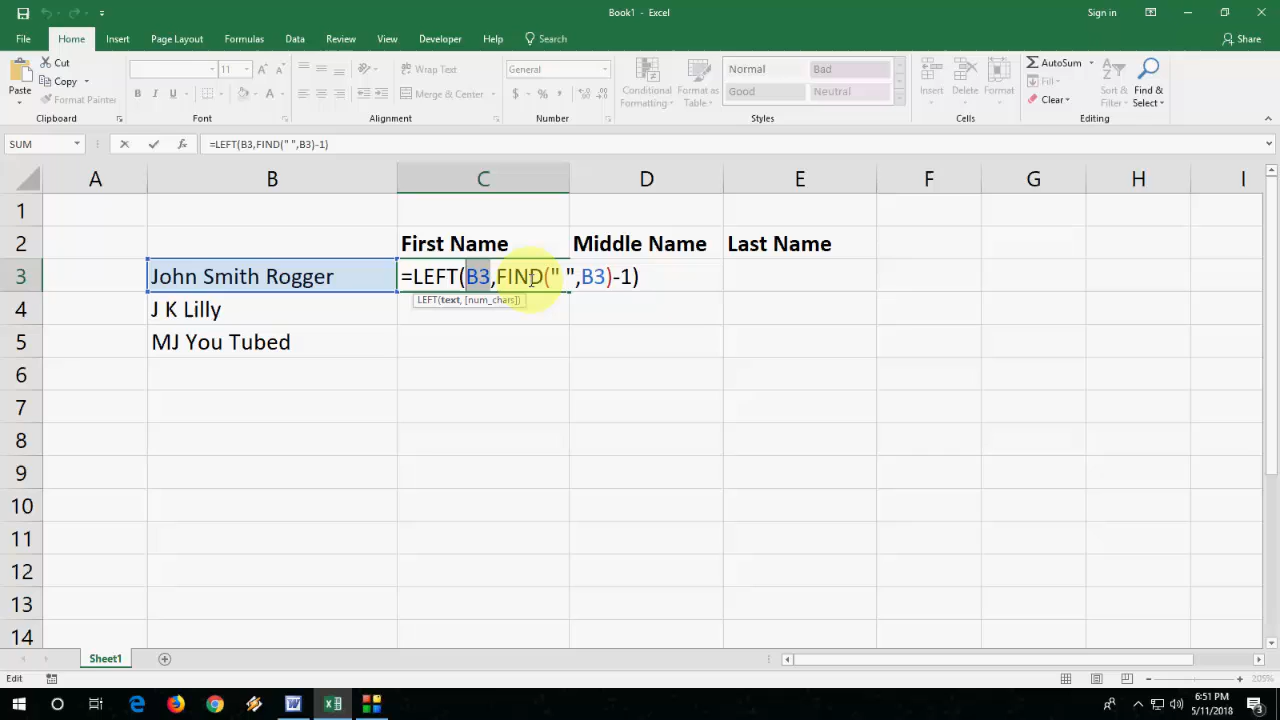 Book1 - Excel
Sign in
File Home Insert Page Layout Formulas Data Review View Developer Help Search Share
Paste
Cut
Copy
Format Painter
Clipboard
11
Font
Wrap Text
Merge & Center
Alignment
General
Number
Conditional Formatting
Format as Table
Normal Bad
Good Neutral
Styles
Insert Delete Format
Cells
AutoSum
Fill
Clear
Sort & Filter
Find & Select
Editing
SUM =LEFT(B3,FIND(" ",B3)-1)
A B C D E F G H I
1
2 First Name Middle Name Last Name
3 John Smith Rogger =LEFT(B3,FIND(" ",B3)-1)
LEFT(text, [num_chars])
4 J K Lilly
5 MJ You Tubed
6
7
8
9
10
11
12
13
14
Sheet1
Edit 205%
6:51 PM
5/11/2018